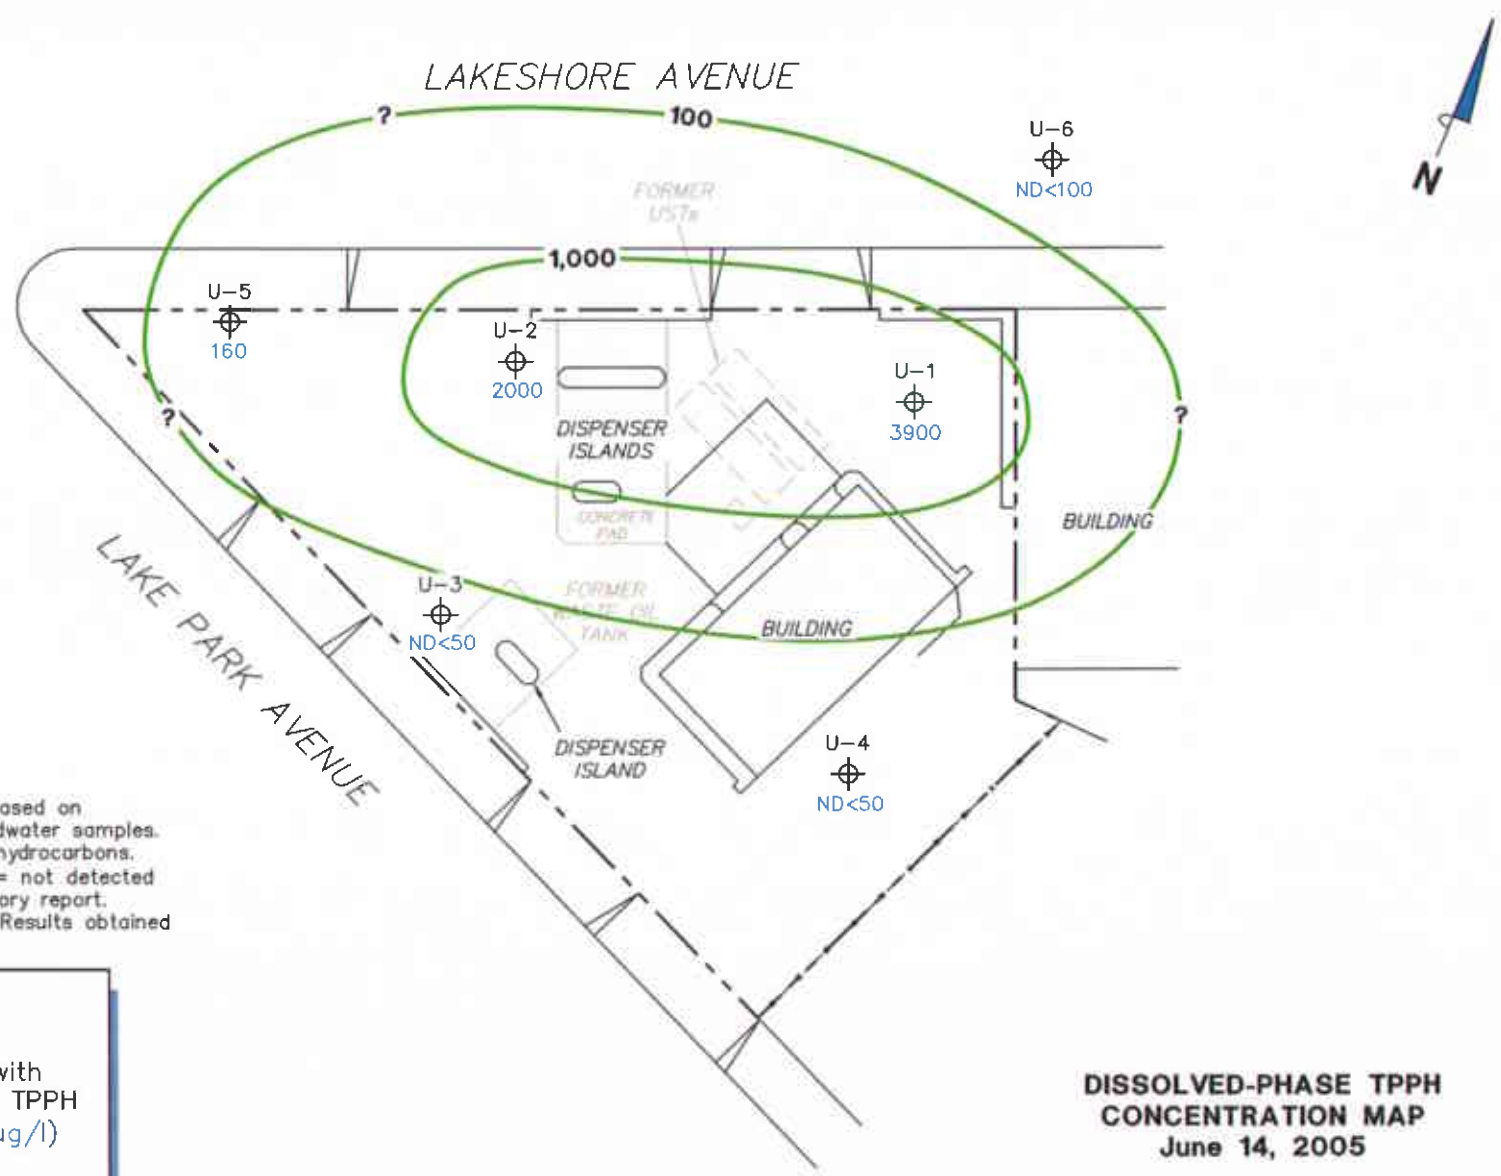 LAKESHORE AVENUE
?
100
U-6
ND<100
N
FORMER
USTs
1,000
U-5
160
U-2
2000
U-1
3900
?
?
DISPENSER
ISLANDS
CONCRETE
PAD
BUILDING
LAKE PARK AVENUE
U-3
ND<50
FORMER
WASTE OIL
TANK
BUILDING
DISPENSER
ISLAND
U-4
ND<50
ased on
dwater samples.
hydrocarbons.
= not detected
ory report.
Results obtained
with
TPPH
ug/l)
DISSOLVED-PHASE TPPH
CONCENTRATION MAP
June 14, 2005